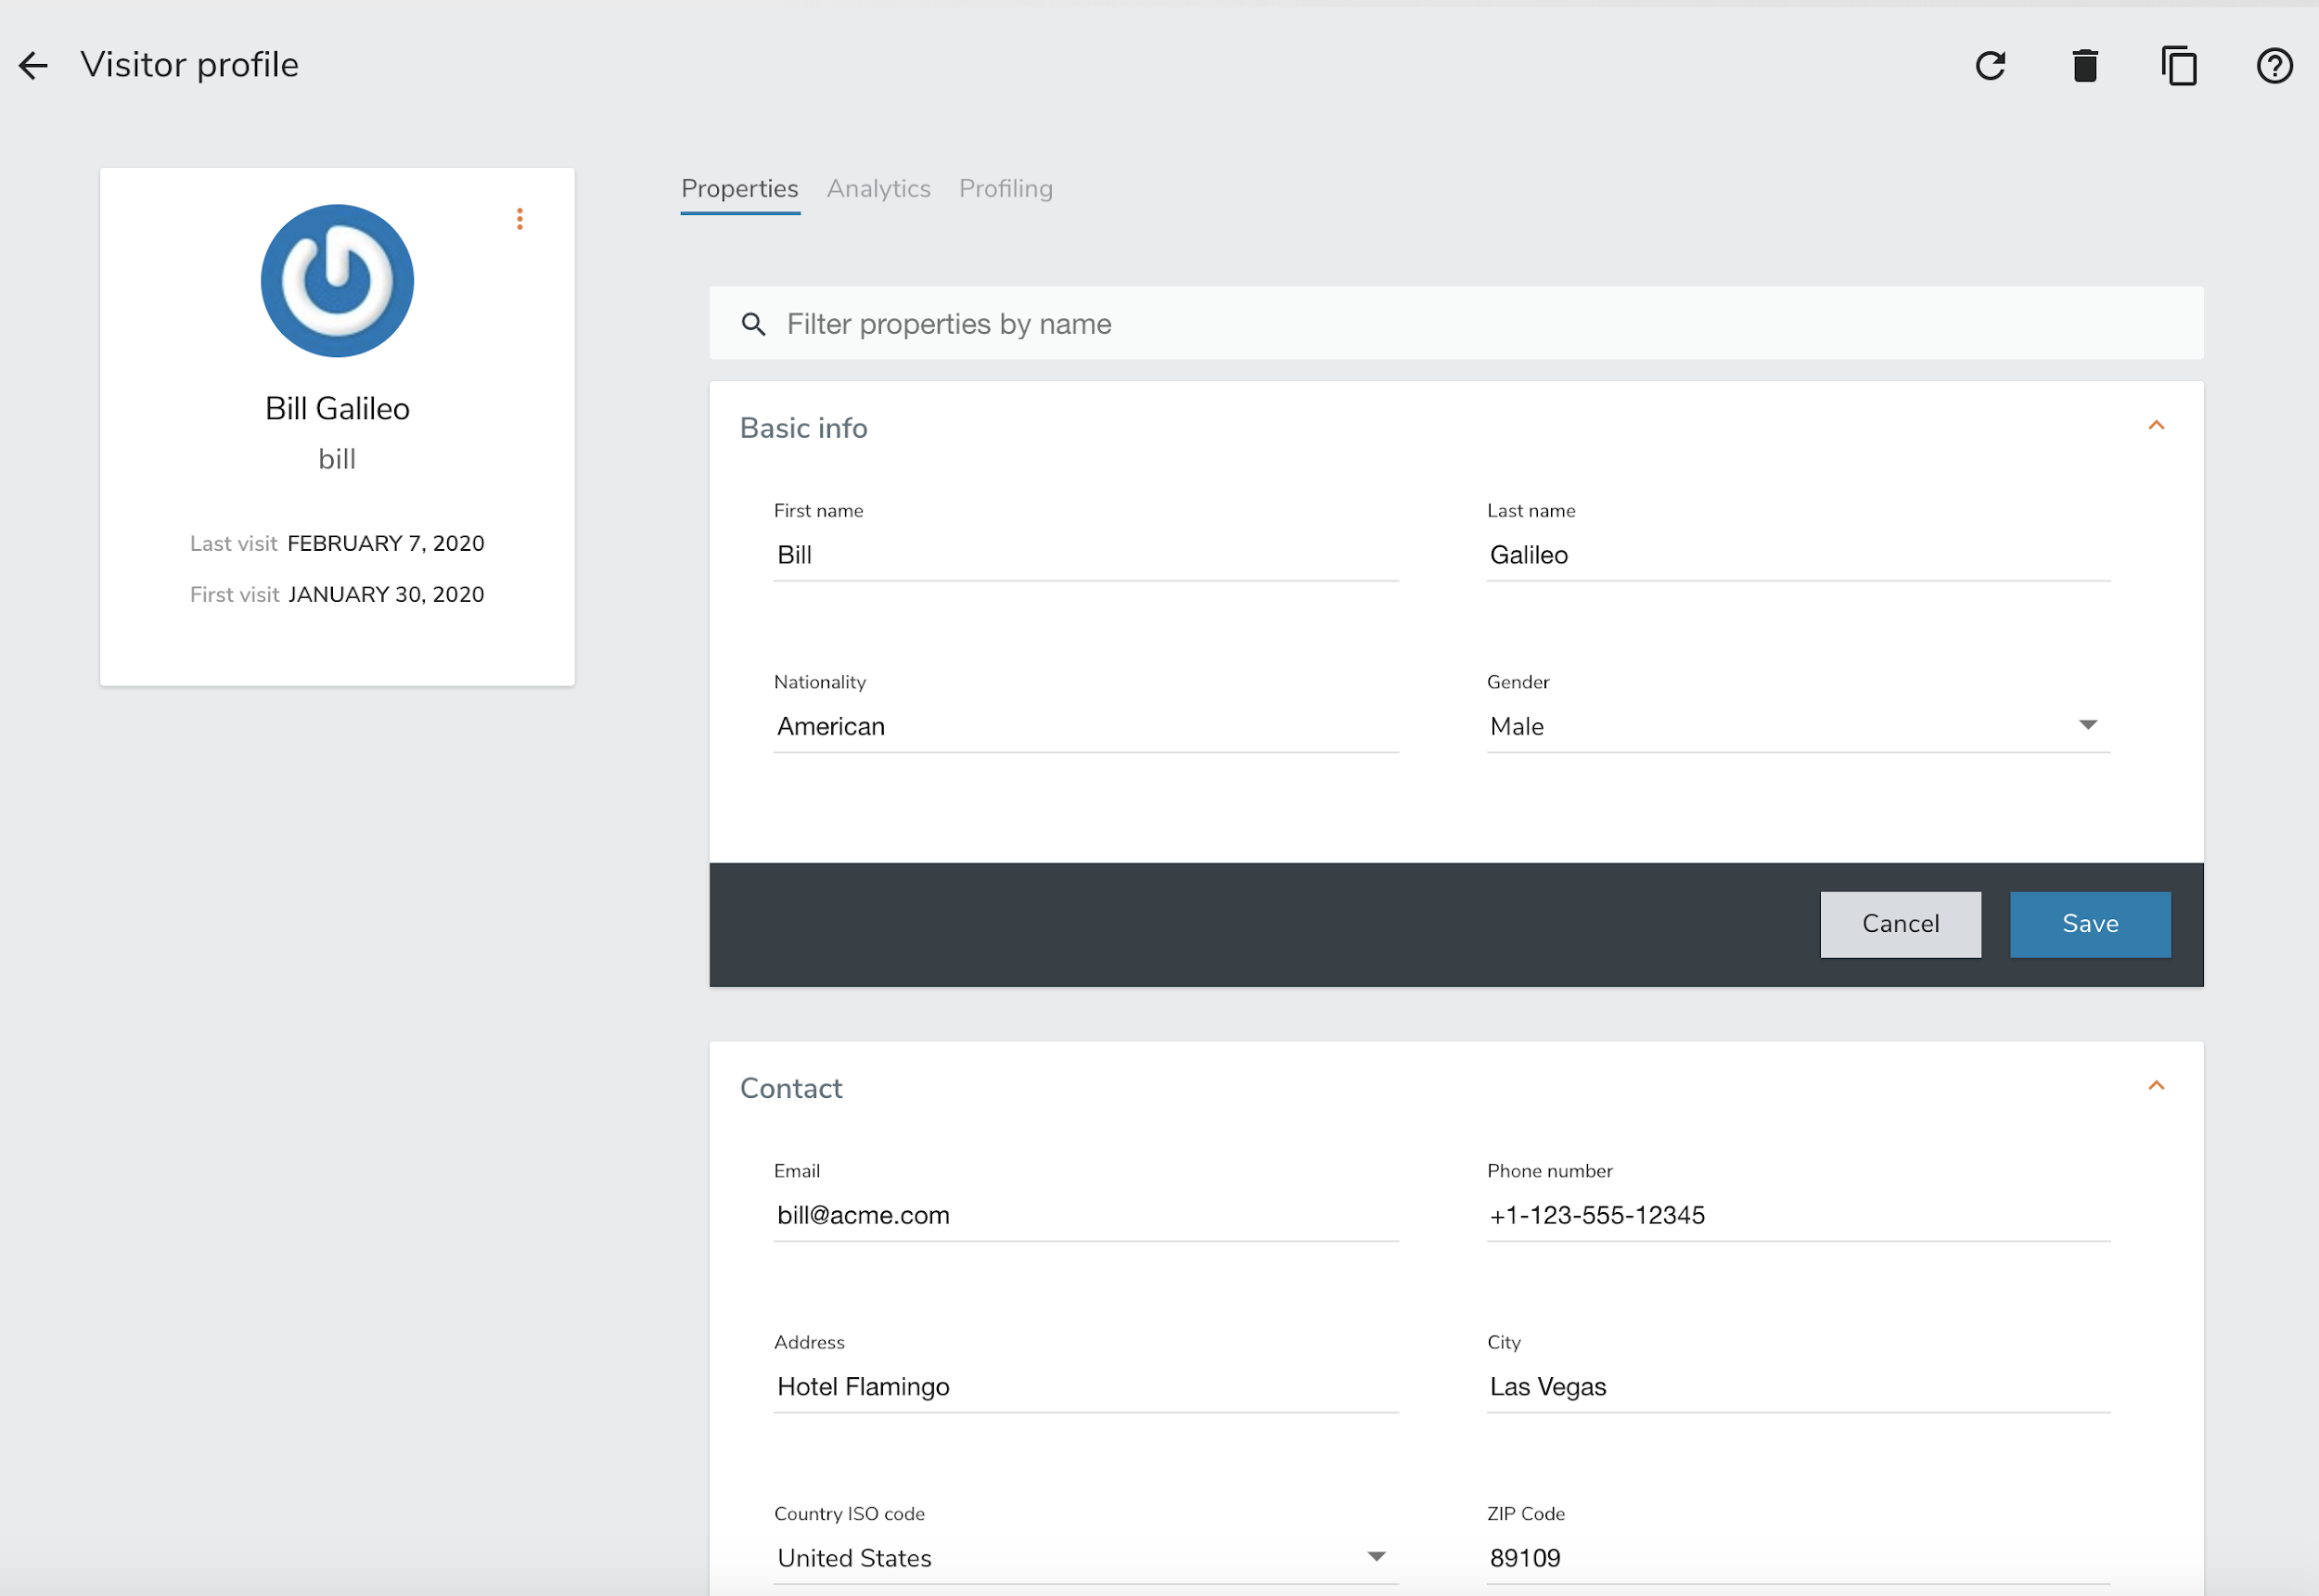 Visitor profile
Bill Galileo
bill
Last visit FEBRUARY 7, 2020
First visit JANUARY 30, 2020
Properties Analytics Profiling
Filter properties by name
Basic info
First name
Bill
Last name
Galileo
Nationality
American
Gender
Male
Cancel Save
Contact
Email
bill@acme.com
Phone number
+1-123-555-12345
Address
Hotel Flamingo
City
Las Vegas
Country ISO code
United States
ZIP Code
89109